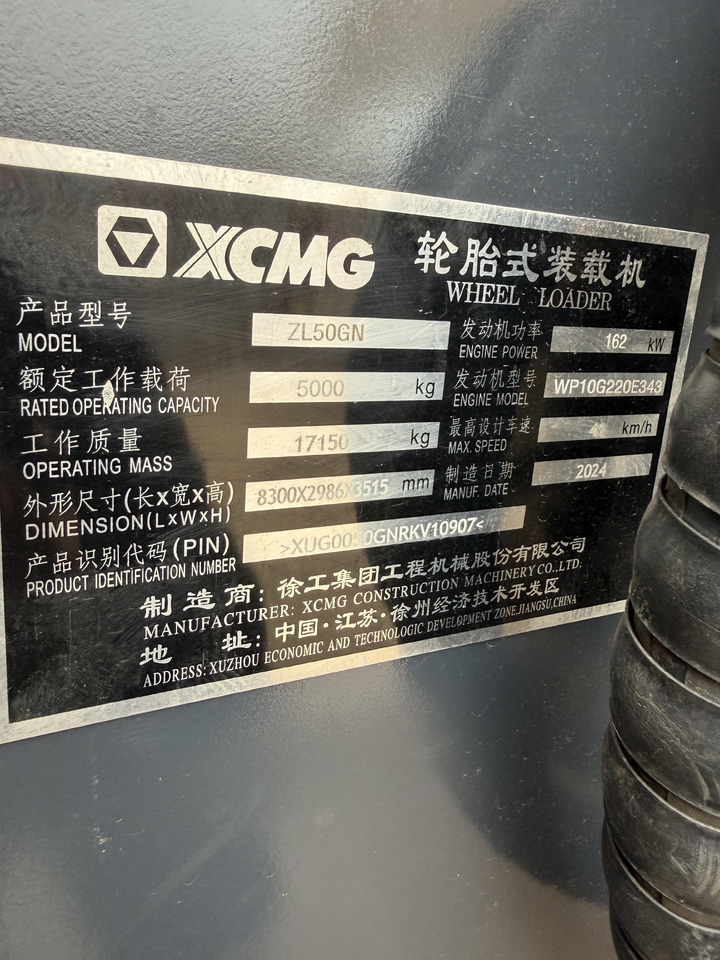 XCMG 轮胎式装载机
WHEEL LOADER
产品型号 ZL50GN 发动机功率 162 kW
MODEL ENGINE POWER
额定工作载荷 5000 kg 发动机型号 WP10G220E343
RATED OPERATING CAPACITY ENGINE MODEL
工作质量 17150 kg 最高设计车速 km/h
OPERATING MASS MAX. SPEED
外形尺寸(长x宽x高) 8300X2986X3515 mm 制造日期 2024
DIMENSION(LxWxH) MANUF. DATE
产品识别代码(PIN)
PRODUCT IDENTIFICATION NUMBER
制造商: 徐工集团工程机械股份有限公司
MANUFACTURER: XCMG CONSTRUCTION MACHINERY CO.,LTD.
地址: 中国·江苏·徐州经济技术开发区
ADDRESS: XUZHOU ECONOMIC AND TECHNOLOGIC DEVELOPMENT ZONE,JIANGSU,CHINA